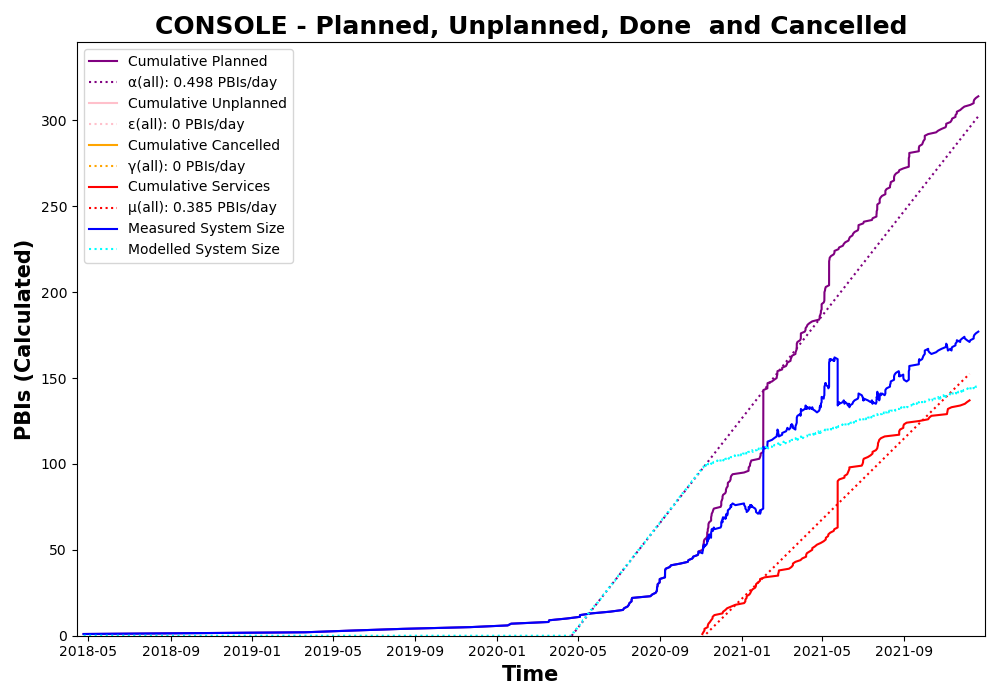 CONSOLE - Planned, Unplanned, Done  and Cancelled
PBIs (Calculated)
300
250
200
150
100
50
0
Cumulative Planned
α(all): 0.498 PBIs/day
Cumulative Unplanned
ε(all): 0 PBIs/day
Cumulative Cancelled
γ(all): 0 PBIs/day
Cumulative Services
μ(all): 0.385 PBIs/day
Measured System Size
Modelled System Size
2018-05 2018-09 2019-01 2019-05 2019-09 2020-01 2020-05 2020-09 2021-01 2021-05 2021-09
Time